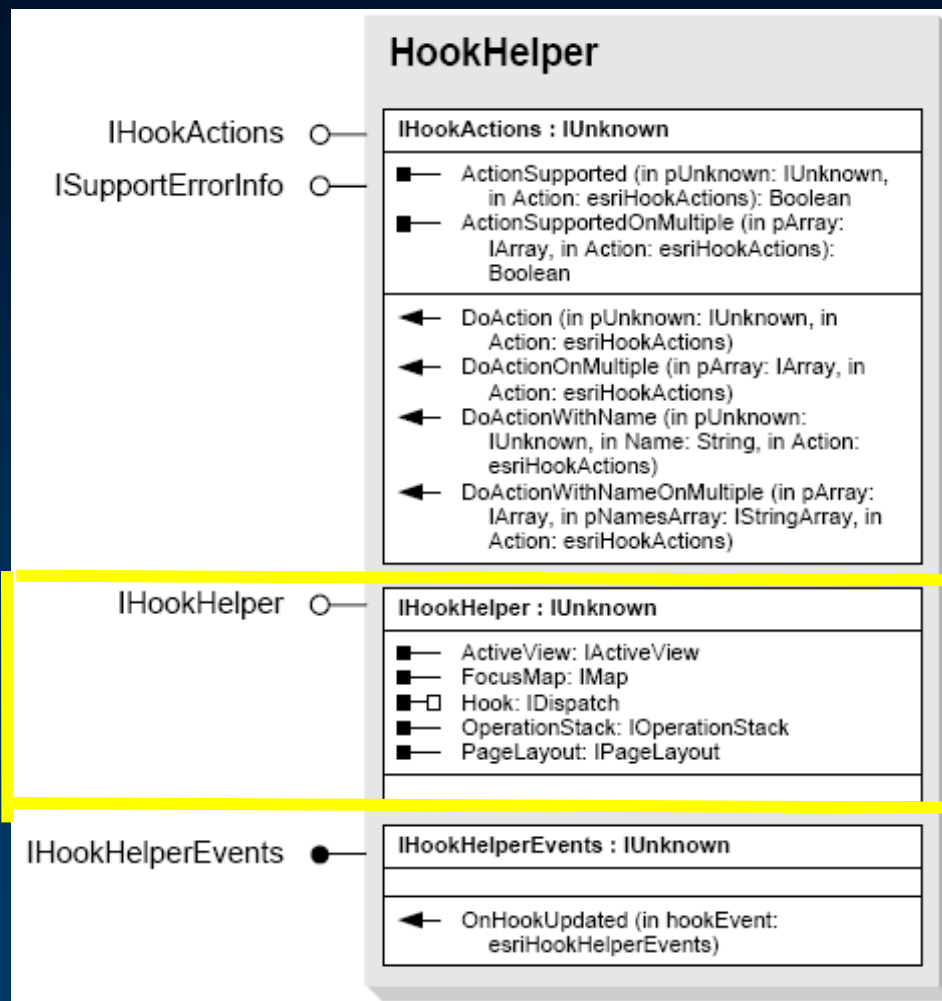 HookHelper
IHookActions
IHookActions : IUnknown
ISupportErrorInfo
ActionSupported (in pUnknown: IUnknown,
in Action: esriHookActions): Boolean
ActionSupportedOnMultiple (in pArray:
IArray, in Action: esriHookActions):
Boolean
DoAction (in pUnknown: IUnknown, in
Action: esriHookActions)
DoActionOnMultiple (in pArray: IArray, in
Action: esriHookActions)
DoActionWithName (in pUnknown:
IUnknown, in Name: String, in Action:
esriHookActions)
DoActionWithNameOnMultiple (in pArray:
IArray, in pNamesArray: IStringArray, in
Action: esriHookActions)
IHookHelper
IHookHelper : IUnknown
ActiveView: IActiveView
FocusMap: IMap
Hook: IDispatch
OperationStack: IOperationStack
PageLayout: IPageLayout
IHookHelperEvents
IHookHelperEvents : IUnknown
OnHookUpdated (in hookEvent:
esriHookHelperEvents)